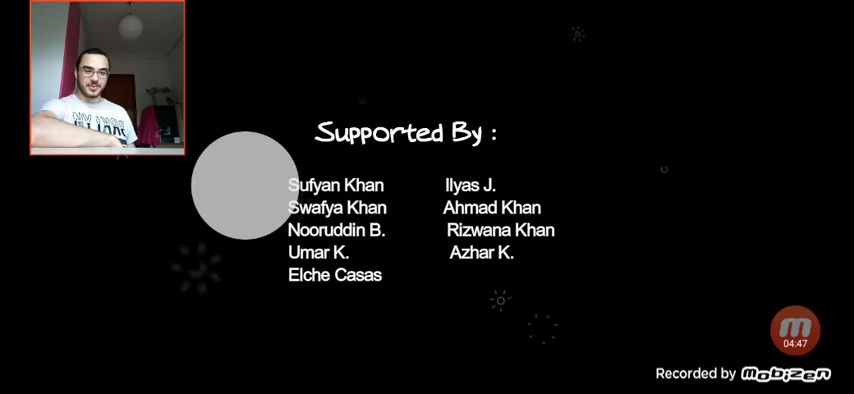 Supported By :
Sufyan Khan Ilyas J.
Swafya Khan Ahmad Khan
Nooruddin B. Rizwana Khan
Umar K. Azhar K.
Elche Casas
04:47
Recorded by Mobizen